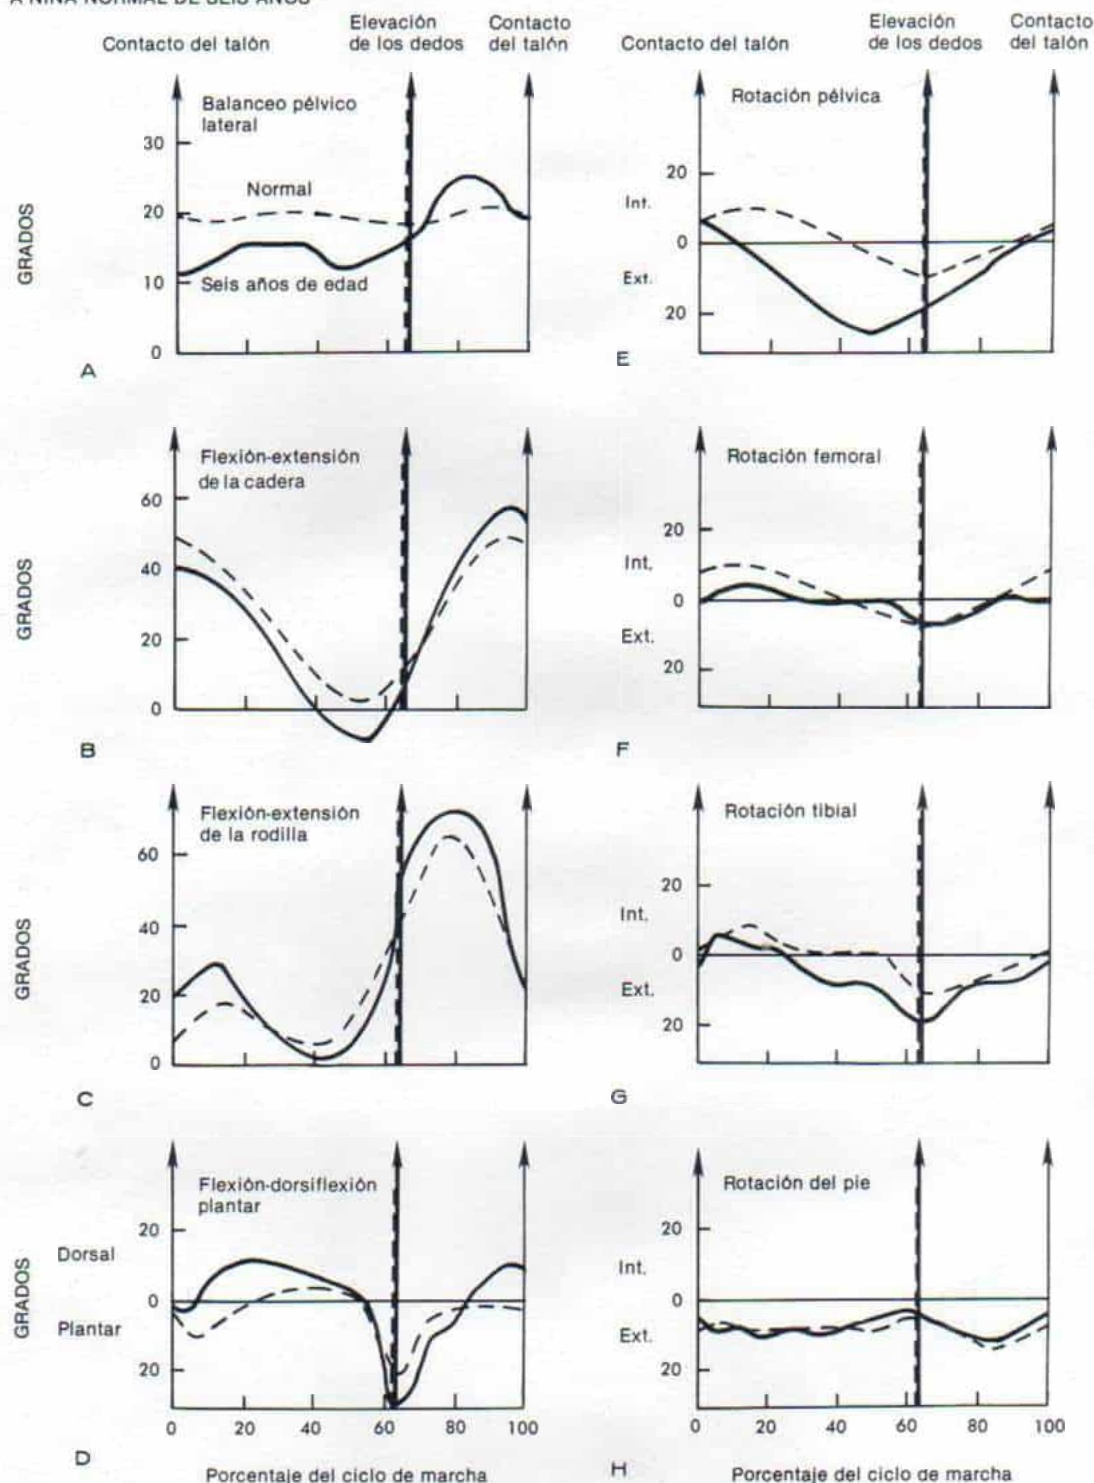 A NIÑA NORMAL DE SEIS AÑOS
Contacto del talón
Elevación
de los dedos
Contacto
del talón
Contacto del talón
Elevación
de los dedos
Contacto
del talón
GRADOS
Balanceo pélvico
lateral
30
20
10
0
Normal
Seis años de edad
A
Rotación pélvica
20
Int.
0
Ext.
20
E
GRADOS
Flexión-extensión
de la cadera
60
40
20
0
B
Rotación femoral
20
Int.
0
Ext.
20
F
GRADOS
Flexión-extensión
de la rodilla
60
40
20
0
C
Rotación tibial
20
Int.
0
Ext.
20
G
GRADOS
Flexión-dorsiflexión
plantar
20
Dorsal
0
Plantar
20
0 20 40 60 80 100
D
Porcentaje del ciclo de marcha
Rotación del pie
20
Int.
0
Ext.
20
0 20 40 60 80 100
H
Porcentaje del ciclo de marcha